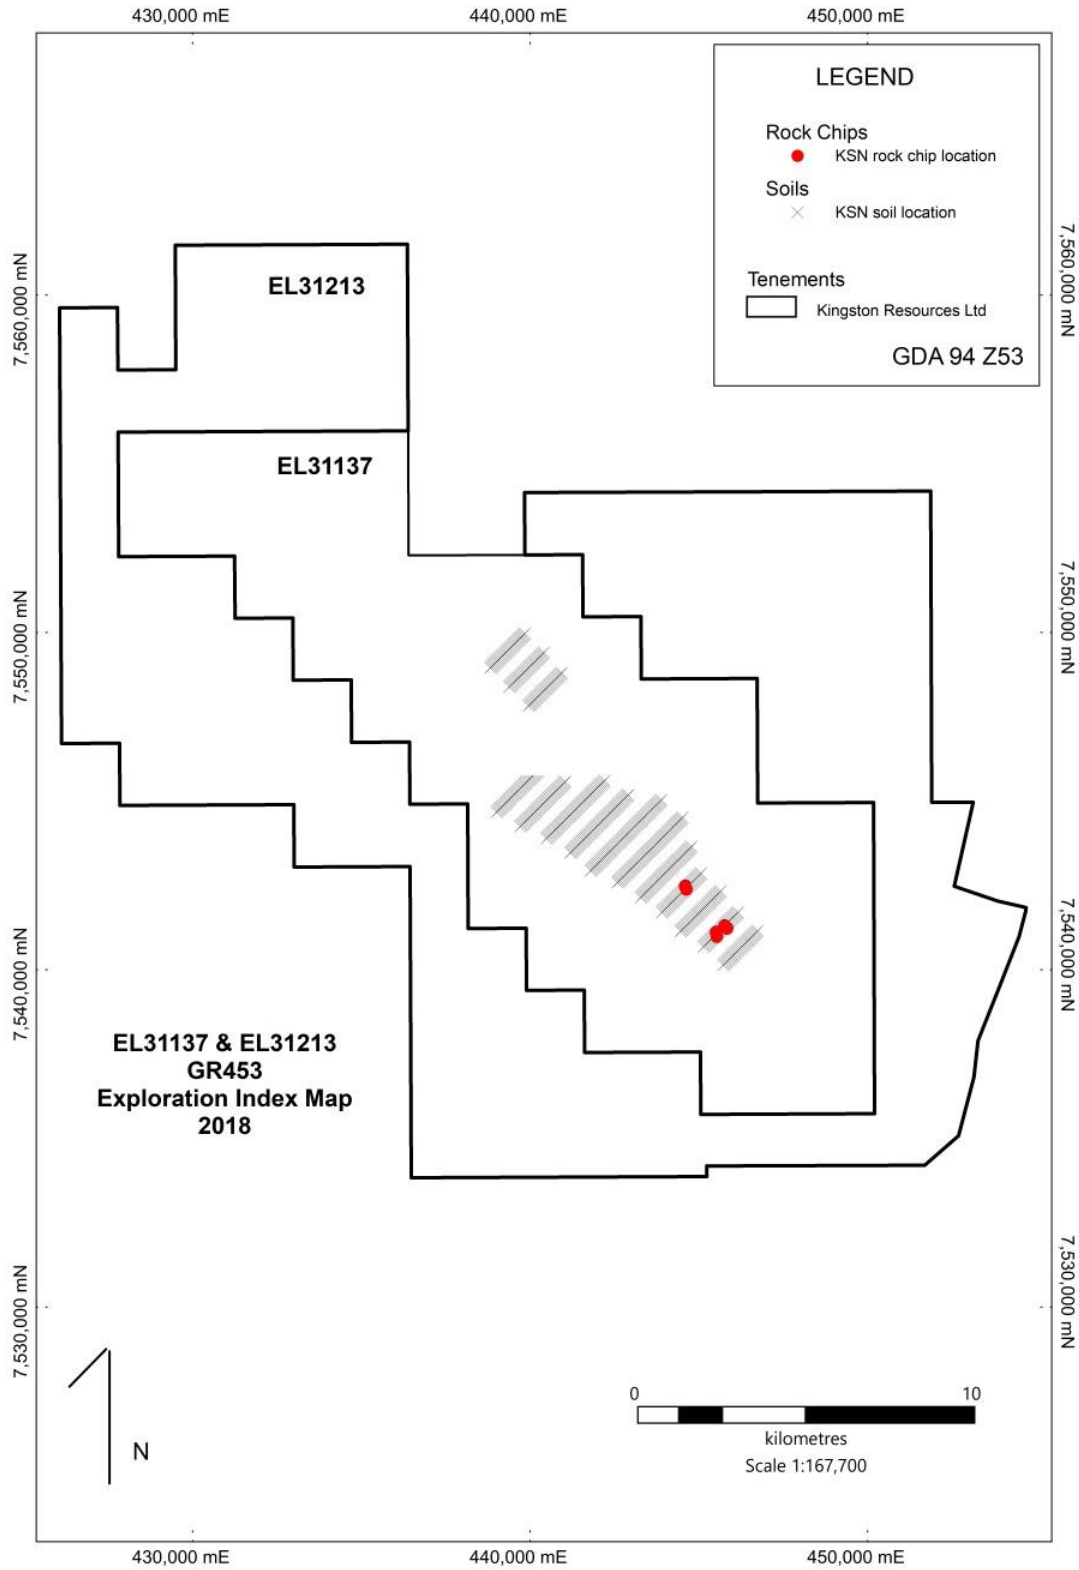 430,000 mE
440,000 mE
450,000 mE
LEGEND
Rock Chips
KSN rock chip location
Soils
KSN soil location
Tenements
Kingston Resources Ltd
GDA 94 Z53
7,560,000 mN
7,560,000 mN
EL31213
EL31137
7,550,000 mN
7,550,000 mN
7,540,000 mN
7,540,000 mN
EL31137 & EL31213
GR453
Exploration Index Map
2018
7,530,000 mN
7,530,000 mN
N
0
10
kilometres
Scale 1:167,700
430,000 mE
440,000 mE
450,000 mE